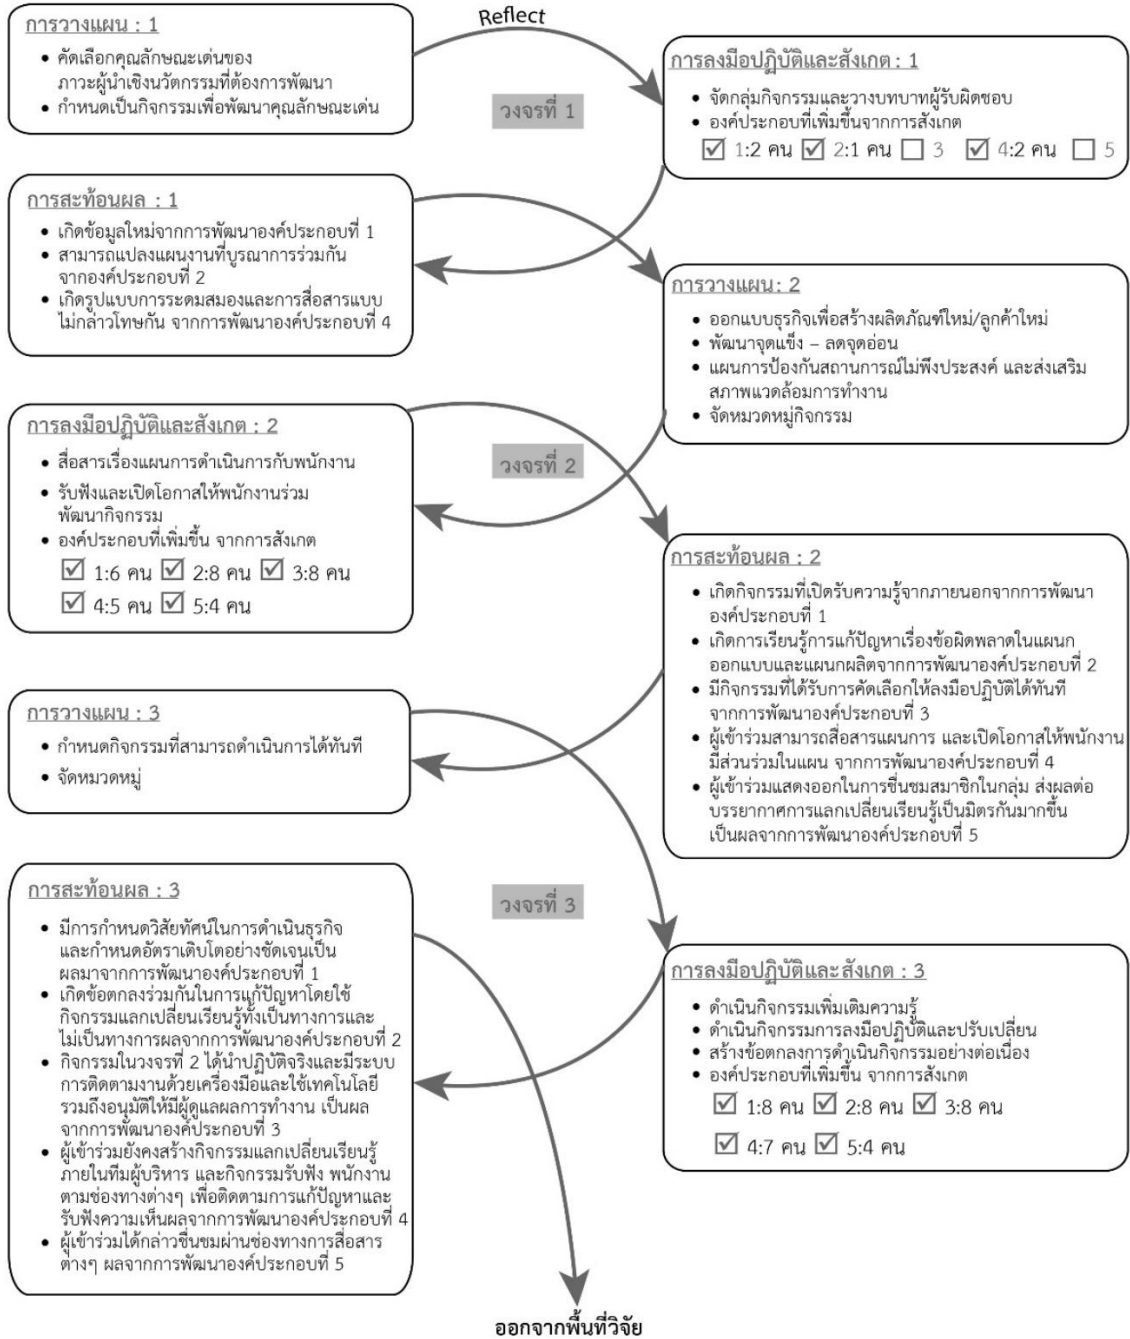 การวางแผน : 1
• คัดเลือกคุณลักษณะเด่นของ
ภาวะผู้นำเชิงนวัตกรรมที่ต้องการพัฒนา
• กำหนดเป็นกิจกรรมเพื่อพัฒนาคุณลักษณะเด่น
Reflect
วงจรที่ 1
การลงมือปฏิบัติและสังเกต : 1
• จัดกลุ่มกิจกรรมและวางบทบาทผู้รับผิดชอบ
• องค์ประกอบที่เพิ่มขึ้นจากการสังเกต
☑ 1:2 คน ☑ 2:1 คน ☐ 3 ☑ 4:2 คน ☐ 5
การสะท้อนผล : 1
• เกิดข้อมูลใหม่จากการพัฒนาองค์ประกอบที่ 1
• สามารถแปลงแผนงานที่บูรณาการร่วมกัน
จากองค์ประกอบที่ 2
• เกิดรูปแบบการระดมสมองและการสื่อสารแบบ
ไม่กล่าวโทษกัน จากการพัฒนาองค์ประกอบที่ 4
การวางแผน : 2
• ออกแบบธุรกิจเพื่อสร้างผลิตภัณฑ์ใหม่/ลูกค้าใหม่
• พัฒนาจุดแข็ง – ลดจุดอ่อน
• แผนการป้องกันสถานการณ์ไม่พึงประสงค์ และส่งเสริม
สภาพแวดล้อมการทำงาน
• จัดหมวดหมู่กิจกรรม
การลงมือปฏิบัติและสังเกต : 2
• สื่อสารเรื่องแผนการดำเนินการกับพนักงาน
• รับฟังและเปิดโอกาสให้พนักงานร่วม
พัฒนากิจกรรม
• องค์ประกอบที่เพิ่มขึ้น จากการสังเกต
☑ 1:6 คน ☑ 2:8 คน ☑ 3:8 คน
☑ 4:5 คน ☑ 5:4 คน
วงจรที่ 2
การสะท้อนผล : 2
• เกิดกิจกรรมที่เปิดรับความรู้จากภายนอกจากการพัฒนา
องค์ประกอบที่ 1
• เกิดการเรียนรู้การแก้ปัญหาเรื่องข้อผิดพลาดในแผนก
ออกแบบและแผนกผลิตจากการพัฒนาองค์ประกอบที่ 2
• มีกิจกรรมที่ได้รับการคัดเลือกให้ลงมือปฏิบัติได้ทันที
จากการพัฒนาองค์ประกอบที่ 3
• ผู้เข้าร่วมสามารถสื่อสารแผนการ และเปิดโอกาสให้พนักงาน
มีส่วนร่วมในแผน จากการพัฒนาองค์ประกอบที่ 4
• ผู้เข้าร่วมแสดงออกในการชื่นชมสมาชิกในกลุ่ม ส่งผลต่อ
บรรยากาศการแลกเปลี่ยนเรียนรู้เป็นมิตรกันมากขึ้น
เป็นผลจากการพัฒนาองค์ประกอบที่ 5
การวางแผน : 3
• กำหนดกิจกรรมที่สามารถดำเนินการได้ทันที
• จัดหมวดหมู่
วงจรที่ 3
การสะท้อนผล : 3
• มีการกำหนดวิสัยทัศน์ในการดำเนินธุรกิจ
และกำหนดอัตราเติบโตอย่างชัดเจนเป็น
ผลมาจากการพัฒนาองค์ประกอบที่ 1
• เกิดข้อตกลงร่วมกันในการแก้ปัญหาโดยใช้
กิจกรรมแลกเปลี่ยนเรียนรู้ทั้งเป็นทางการและ
ไม่เป็นทางการผลจากการพัฒนาองค์ประกอบที่ 2
• กิจกรรมในวงจรที่ 2 ได้นำปฏิบัติจริงและมีระบบ
การติดตามงานด้วยเครื่องมือและใช้เทคโนโลยี
รวมถึงอนุมัติให้มีผู้ดูแลผลการทำงาน เป็นผล
จากการพัฒนาองค์ประกอบที่ 3
• ผู้เข้าร่วมยังคงสร้างกิจกรรมแลกเปลี่ยนเรียนรู้
ภายในทีมผู้บริหาร และกิจกรรมรับฟัง พนักงาน
ตามช่องทางต่างๆ เพื่อติดตามการแก้ปัญหาและ
รับฟังความเห็นผลจากการพัฒนาองค์ประกอบที่ 4
• ผู้เข้าร่วมได้กล่าวชื่นชมผ่านช่องทางการสื่อสาร
ต่างๆ ผลจากการพัฒนาองค์ประกอบที่ 5
การลงมือปฏิบัติและสังเกต : 3
• ดำเนินกิจกรรมเพิ่มเติมความรู้
• ดำเนินกิจกรรมการลงมือปฏิบัติและปรับเปลี่ยน
• สร้างข้อตกลงการดำเนินกิจกรรมอย่างต่อเนื่อง
• องค์ประกอบที่เพิ่มขึ้น จากการสังเกต
☑ 1:8 คน ☑ 2:8 คน ☑ 3:8 คน
☑ 4:7 คน ☑ 5:4 คน
ออกจากพื้นที่วิจัย